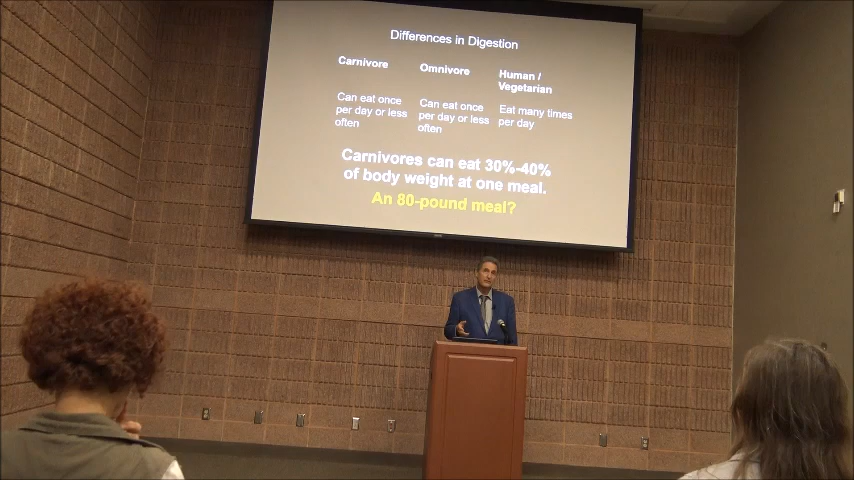 Differences in Digestion
Carnivore
Omnivore
Human /
Vegetarian
Can eat once
per day or less
often
Can eat once
per day or less
often
Eat many times
per day
Carnivores can eat 30%-40%
of body weight at one meal.
An 80-pound meal?